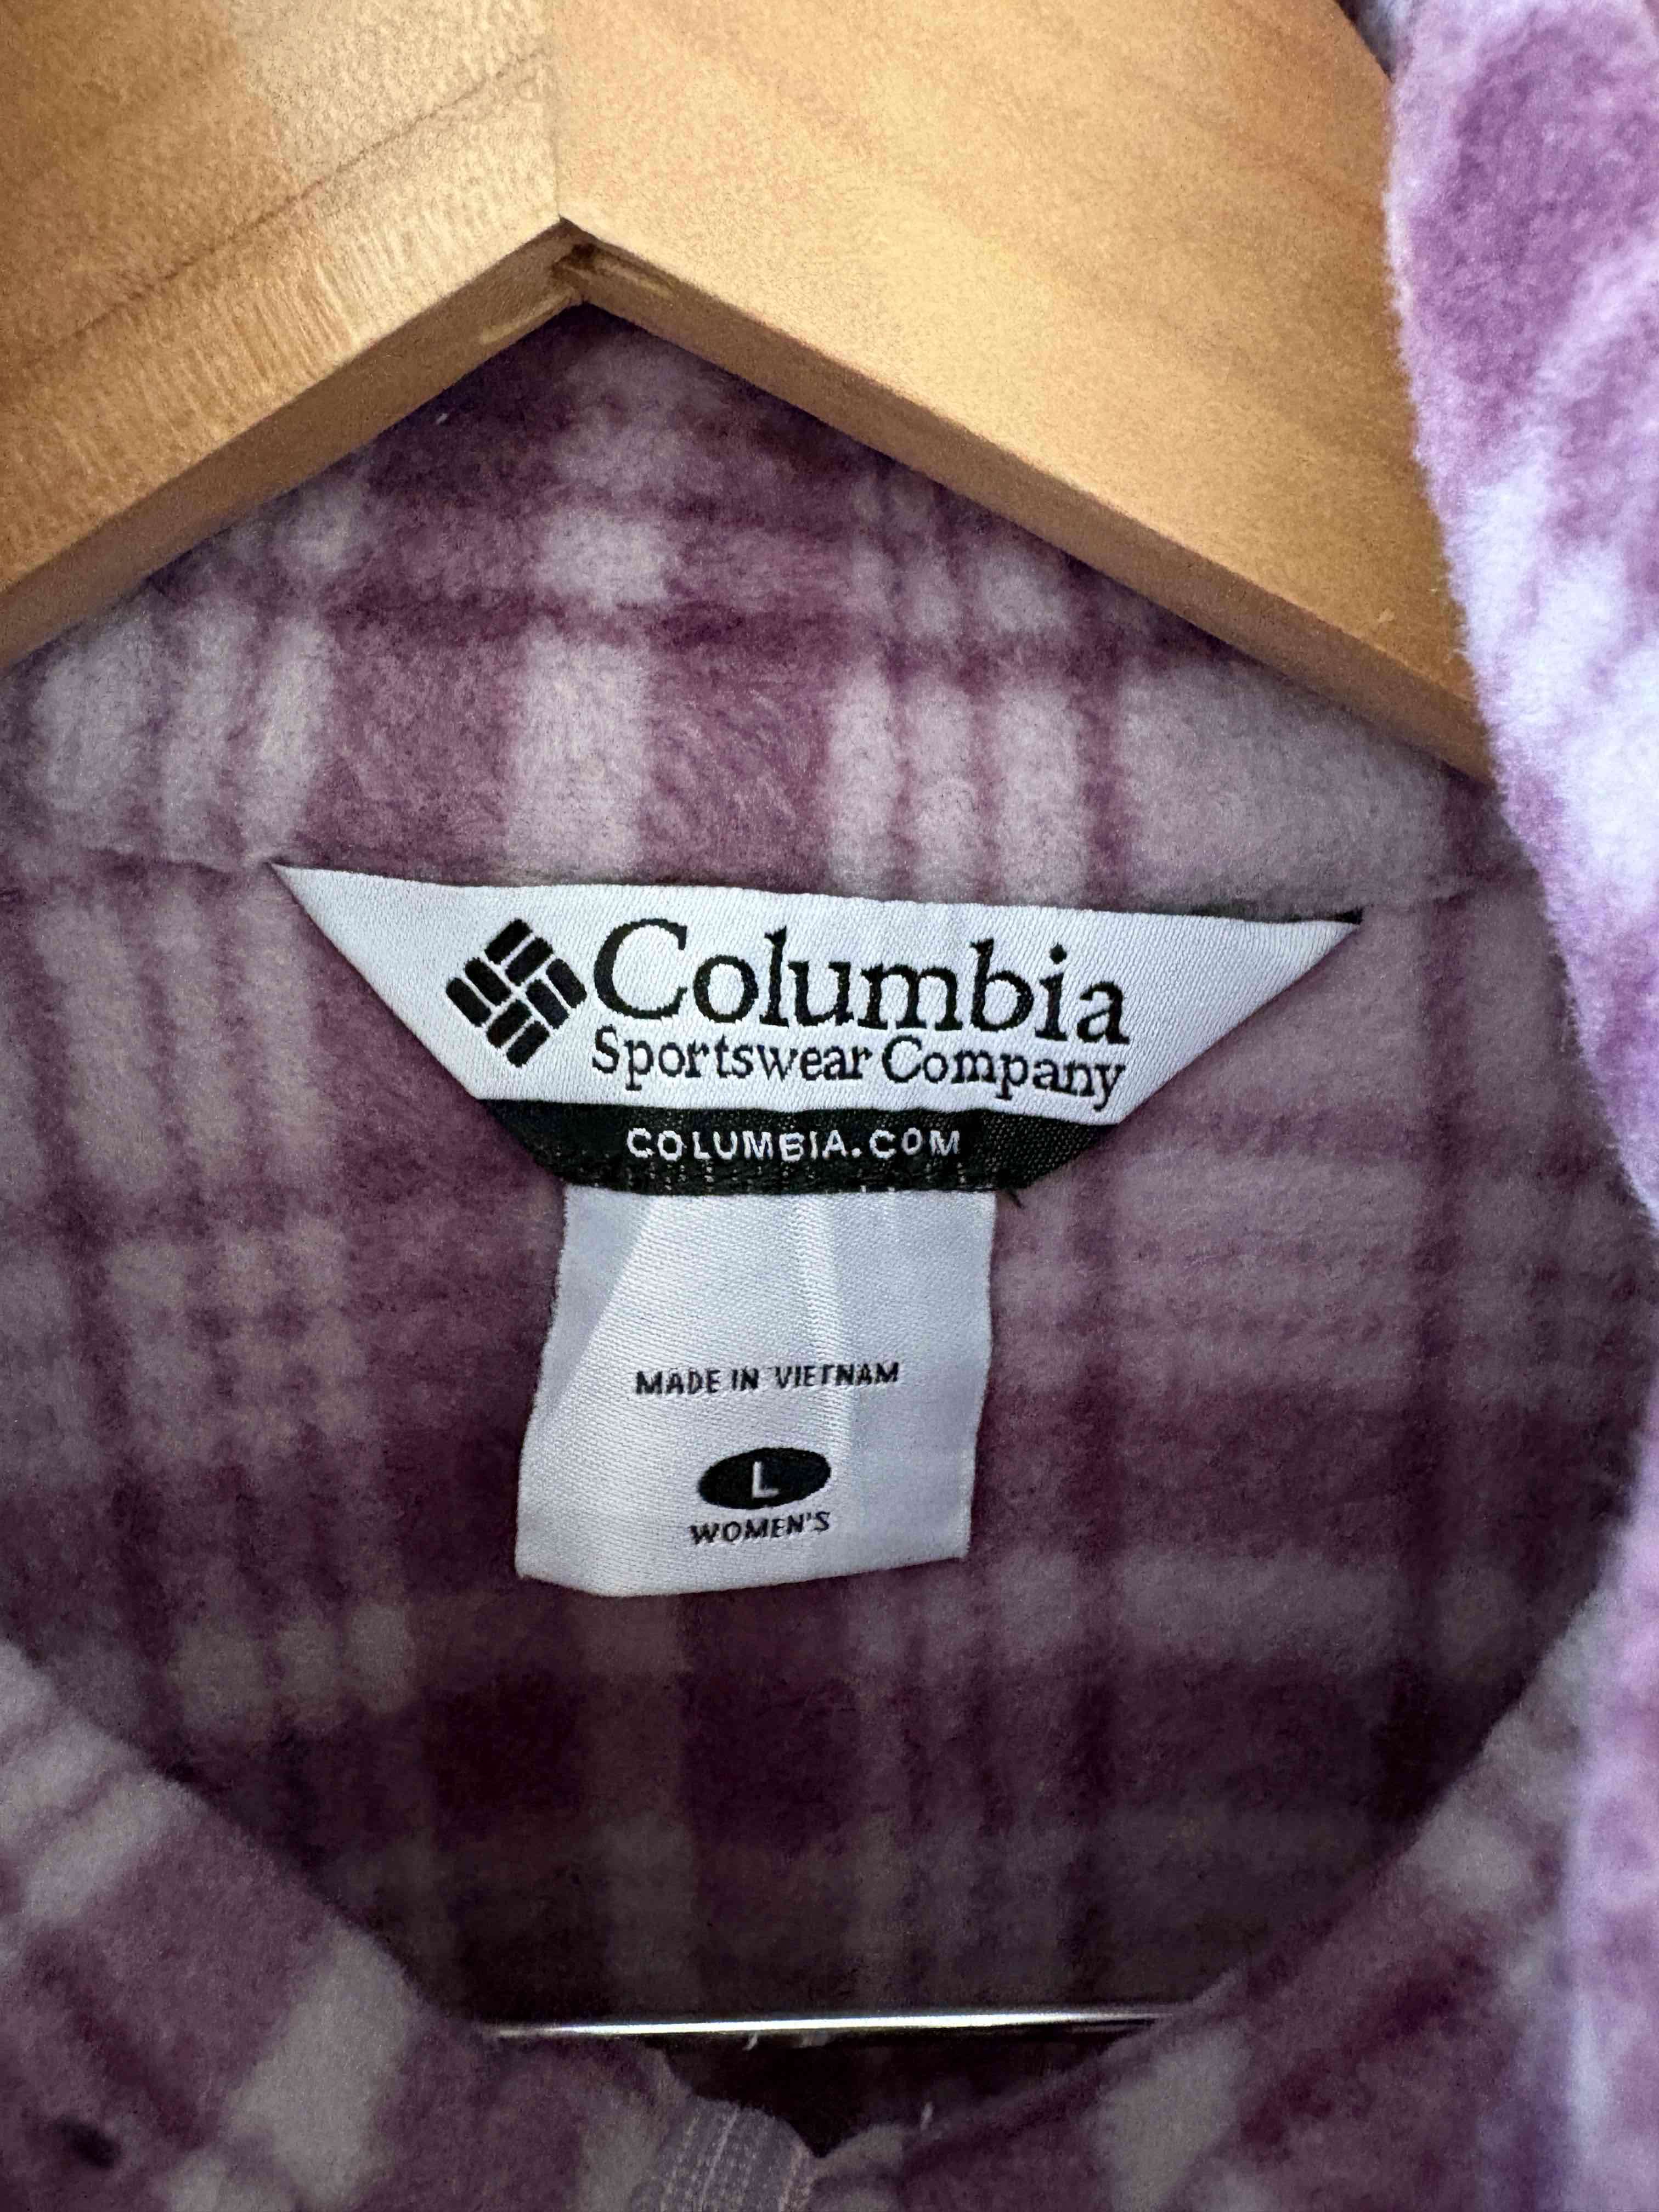 Columbia
Sportswear Company
COLUMBIA.COM
MADE IN VIETNAM
L
WOMEN'S